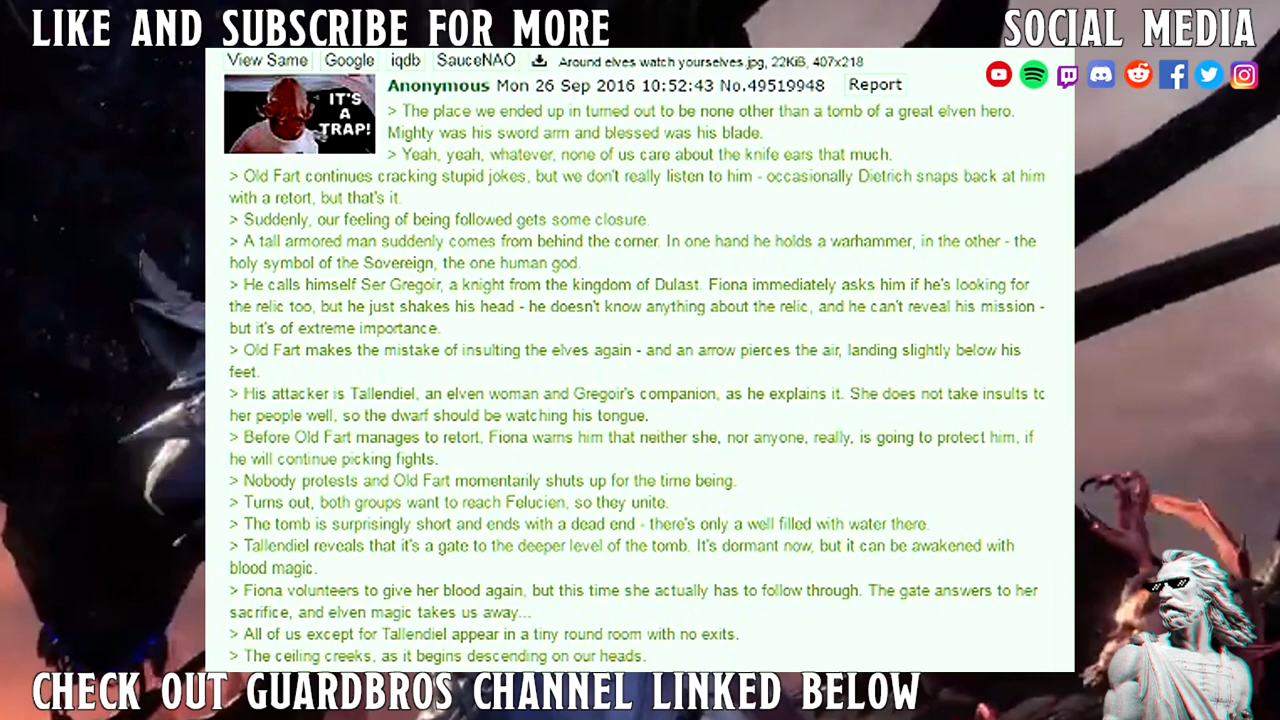 LIKE AND SUBSCRIBE FOR MORE
SOCIAL MEDIA
View Same Google iqdb SauceNAO Around elves watch yourselves.jpg, 22KiB, 407x218
Anonymous Mon 26 Sep 2016 10:52:43 No.49519948 Report
IT'S
A
TRAP!
> The place we ended up in turned out to be none other than a tomb of a great elven hero.
Mighty was his sword arm and blessed was his blade.
> Yeah, yeah, whatever, none of us care about the knife ears that much.
> Old Fart continues cracking stupid jokes, but we don't really listen to him - occasionally Dietrich snaps back at him
with a retort, but that's it.
> Suddenly, our feeling of being followed gets some closure.
> A tall armored man suddenly comes from behind the corner. In one hand he holds a warhammer, in the other - the
holy symbol of the Sovereign, the one human god.
> He calls himself Ser Gregoir, a knight from the kingdom of Dulast. Fiona immediately asks him if he's looking for
the relic too, but he just shakes his head - he doesn't know anything about the relic, and he can't reveal his mission -
but it's of extreme importance.
> Old Fart makes the mistake of insulting the elves again - and an arrow pierces the air, landing slightly below his
feet.
> His attacker is Tallendiel, an elven woman and Gregoir's companion, as he explains it. She does not take insults to
her people well, so the dwarf should be watching his tongue.
> Before Old Fart manages to retort, Fiona warns him that neither she, nor anyone, really, is going to protect him, if
he will continue picking fights.
> Nobody protests and Old Fart momentarily shuts up for the time being.
> Turns out, both groups want to reach Felucien, so they unite.
> The tomb is surprisingly short and ends with a dead end - there's only a well filled with water there.
> Tallendiel reveals that it's a gate to the deeper level of the tomb. It's dormant now, but it can be awakened with
blood magic.
> Fiona volunteers to give her blood again, but this time she actually has to follow through. The gate answers to her
sacrifice, and elven magic takes us away...
> All of us except for Tallendiel appear in a tiny round room with no exits.
> The ceiling creeks, as it begins descending on our heads.
CHECK OUT GUARDBROS CHANNEL LINKED BELOW